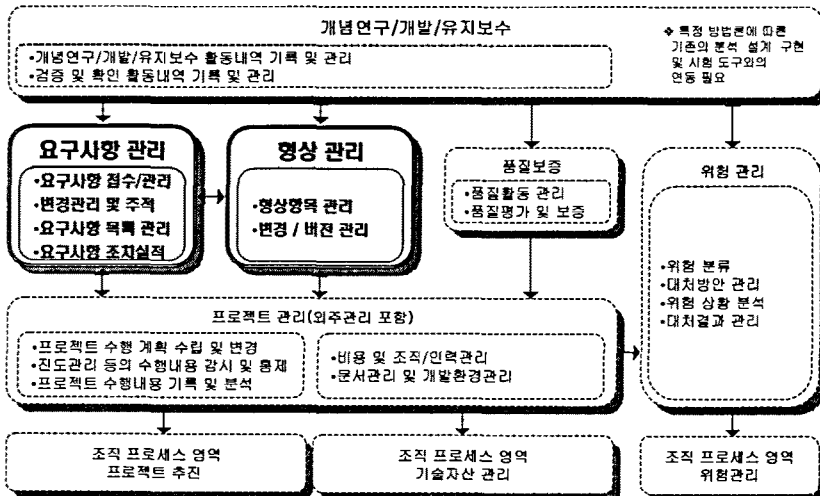 개념연구/개발/유지보수
•개념연구/개발/유지보수 활동내역 기록 및 관리
•검증 및 확인 활동내역 기록 및 관리
❖ 특정 방법론에 따른
기존의 분석 설계 구현
및 시험 도구와의
연동 필요
요구사항 관리
•요구사항 접수/관리
•변경관리 및 추적
•요구사항 목록 관리
•요구사항 조치실적
형상 관리
•형상항목 관리
•변경 / 버전 관리
품질보증
•품질활동 관리
•품질평가 및 보증
위험 관리
•위험 분류
•대처방안 관리
•위험 상황 분석
•대처결과 관리
프로젝트 관리(외주관리 포함)
•프로젝트 수행 계획 수립 및 변경
•진도관리 등의 수행내용 감시 및 통제
•프로젝트 수행내용 기록 및 분석
•비용 및 조직/인력관리
•문서관리 및 개발환경관리
조직 프로세스 영역
프로젝트 추진
조직 프로세스 영역
기술자산 관리
조직 프로세스 영역
위험관리